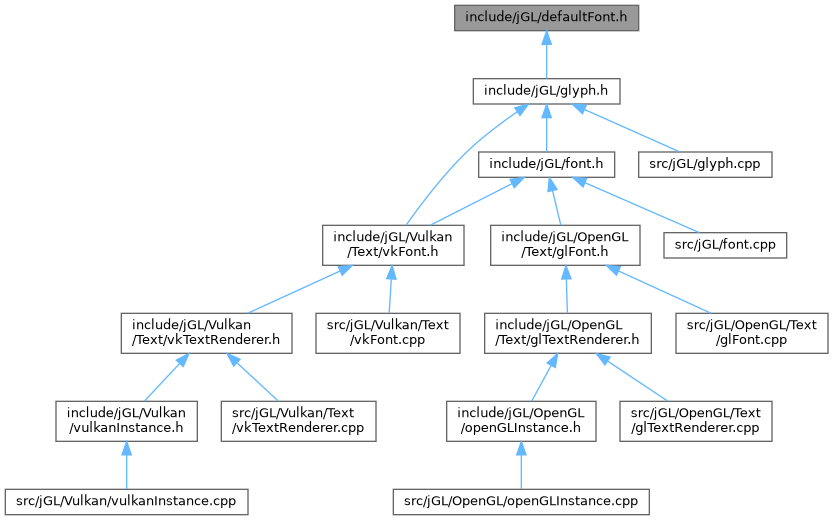 include/jGL/defaultFont.h
include/jGL/glyph.h
include/jGL/font.h
src/jGL/glyph.cpp
include/jGL/Vulkan
/Text/vkFont.h
include/jGL/OpenGL
/Text/glFont.h
src/jGL/font.cpp
include/jGL/Vulkan
/Text/vkTextRenderer.h
src/jGL/Vulkan/Text
/vkFont.cpp
include/jGL/OpenGL
/Text/glTextRenderer.h
src/jGL/OpenGL/Text
/glFont.cpp
include/jGL/Vulkan
/vulkanInstance.h
src/jGL/Vulkan/Text
/vkTextRenderer.cpp
include/jGL/OpenGL
/openGLInstance.h
src/jGL/OpenGL/Text
/glTextRenderer.cpp
src/jGL/Vulkan/vulkanInstance.cpp
src/jGL/OpenGL/openGLInstance.cpp